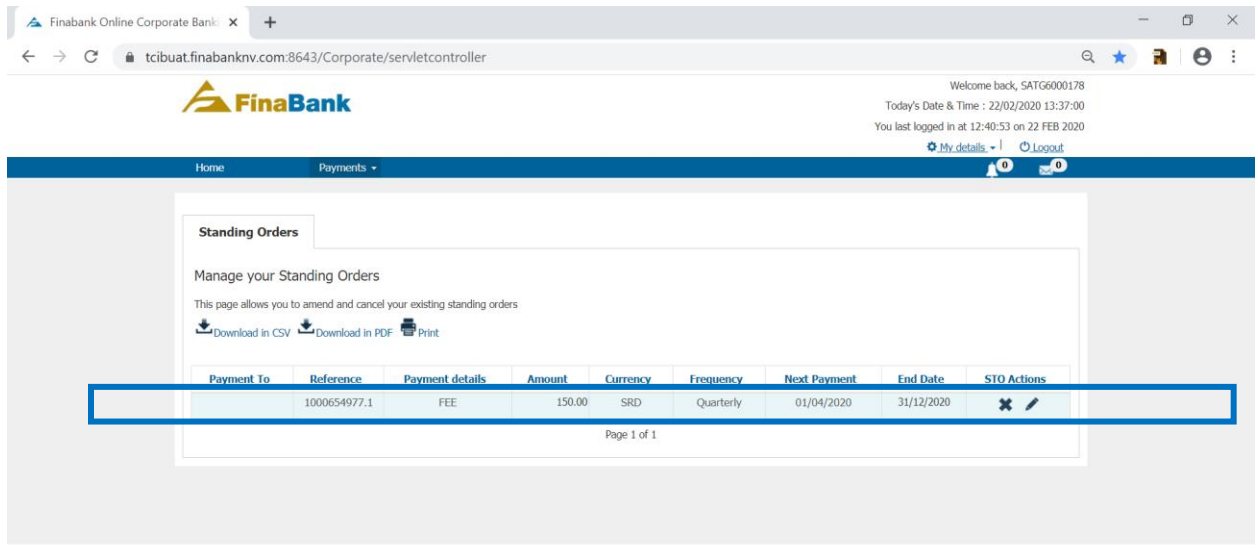 Finabank Online Corporate Bank
tcibuat.finabanknv.com:8643/Corporate/servletcontroller
FinaBank
Welcome back, SATG6000178
Today's Date & Time : 22/02/2020 13:37:00
You last logged in at 12:40:53 on 22 FEB 2020
My details Logout
Home Payments 0 0
Standing Orders
Manage your Standing Orders
This page allows you to amend and cancel your existing standing orders
Download in CSV Download in PDF Print
Payment To Reference Payment details Amount Currency Frequency Next Payment End Date STO Actions
1000654977.1 FEE 150.00 SRD Quarterly 01/04/2020 31/12/2020
Page 1 of 1